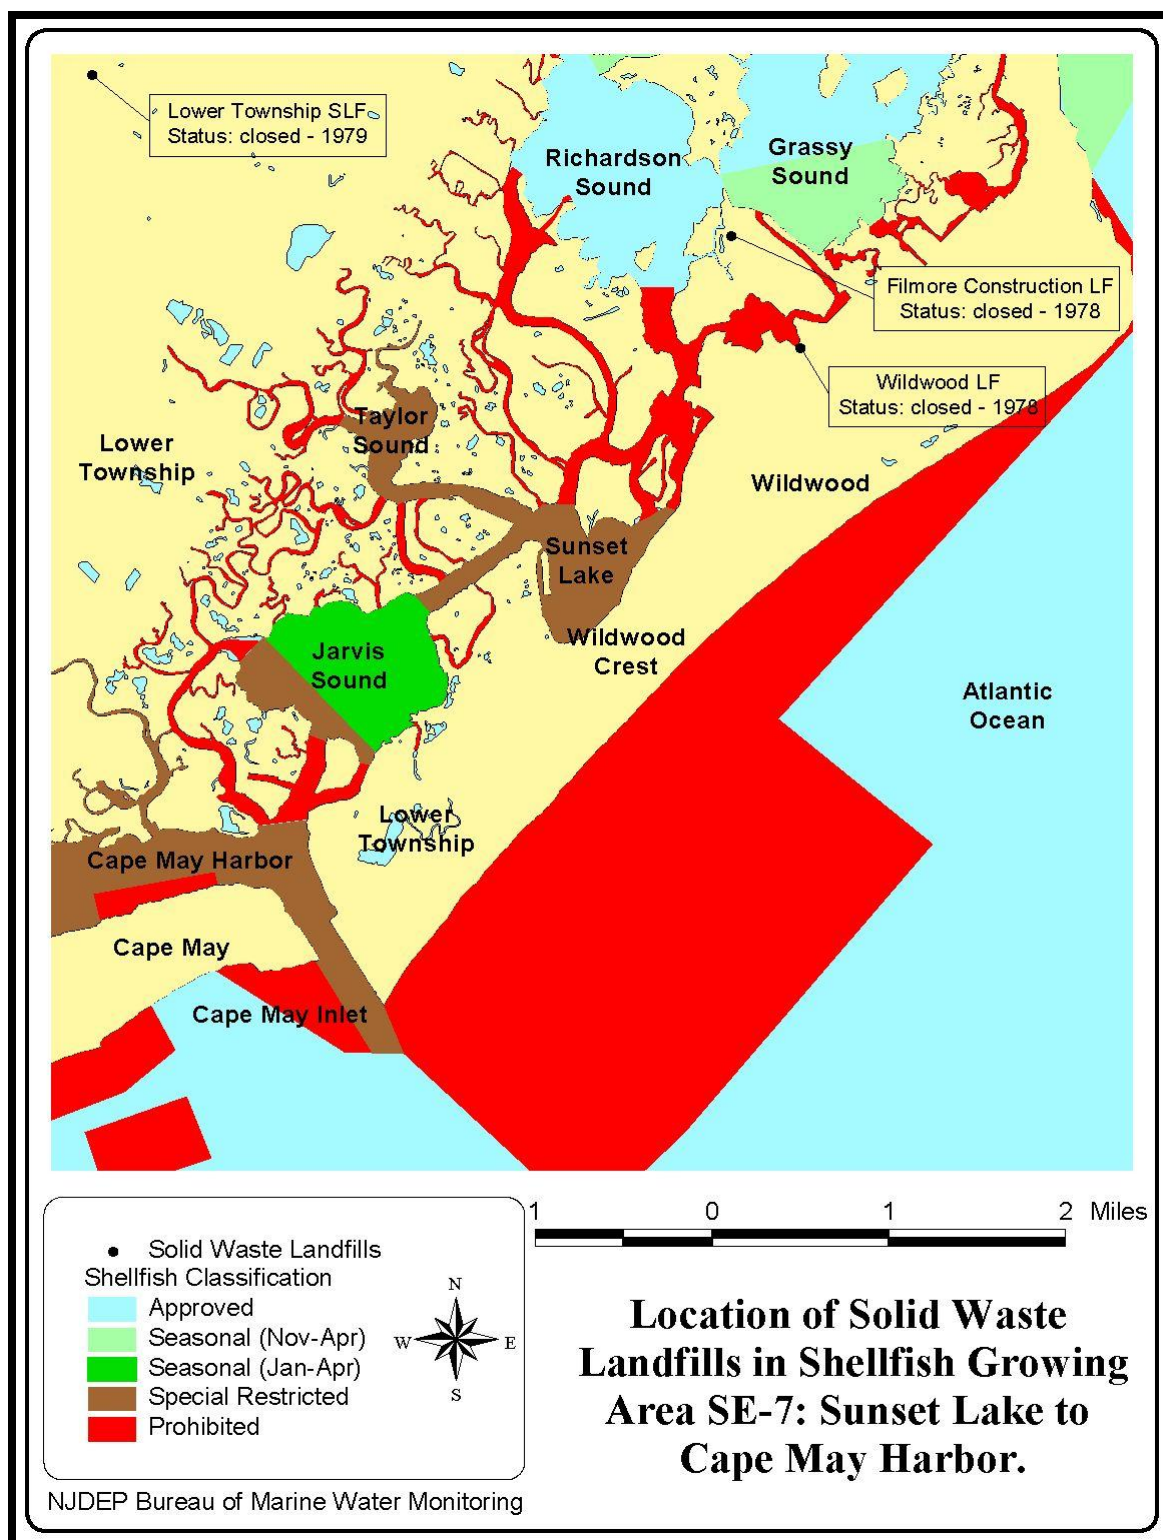 Lower Township SLF
Status: closed - 1979
Richardson
Sound
Grassy
Sound
Filmore Construction LF
Status: closed - 1978
Wildwood LF
Status: closed - 1978
Taylor
Sound
Lower
Township
Wildwood
Sunset
Lake
Wildwood
Crest
Jarvis
Sound
Atlantic
Ocean
Lower
Township
Cape May Harbor
Cape May
Cape May Inlet
1 0 1 2 Miles
Solid Waste Landfills
Shellfish Classification
Approved
Seasonal (Nov-Apr)
Seasonal (Jan-Apr)
Special Restricted
Prohibited
N
W E
S
Location of Solid Waste
Landfills in Shellfish Growing
Area SE-7: Sunset Lake to
Cape May Harbor.
NJDEP Bureau of Marine Water Monitoring